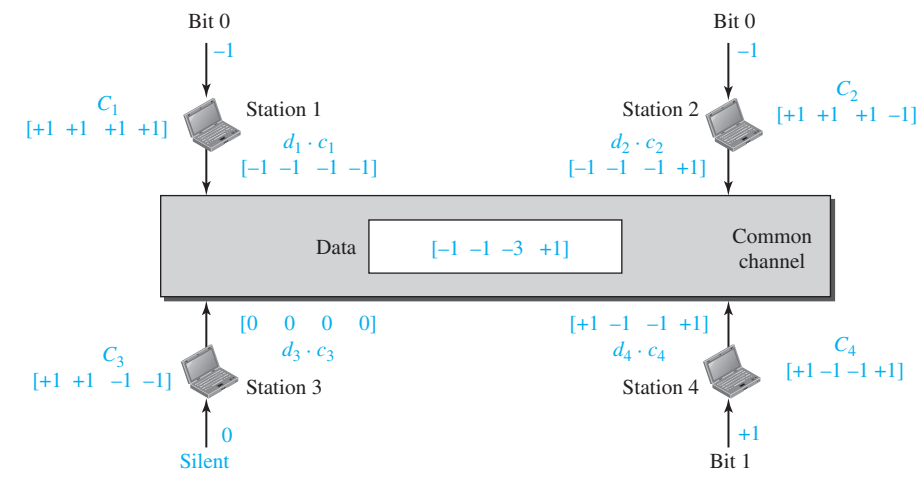 Bit 0
Bit 0
–1
–1
C1
[+1 +1 +1 +1]
Station 1
Station 2
C2
[+1 +1 +1 –1]
d1 · c1
[–1 –1 –1 –1]
d2 · c2
[–1 –1 –1 +1]
Data
[–1 –1 –3 +1]
Common
channel
[0 0 0 0]
d3 · c3
[+1 –1 –1 +1]
d4 · c4
C3
[+1 +1 –1 –1]
Station 3
Station 4
C4
[+1 –1 –1 +1]
0
Silent
+1
Bit 1